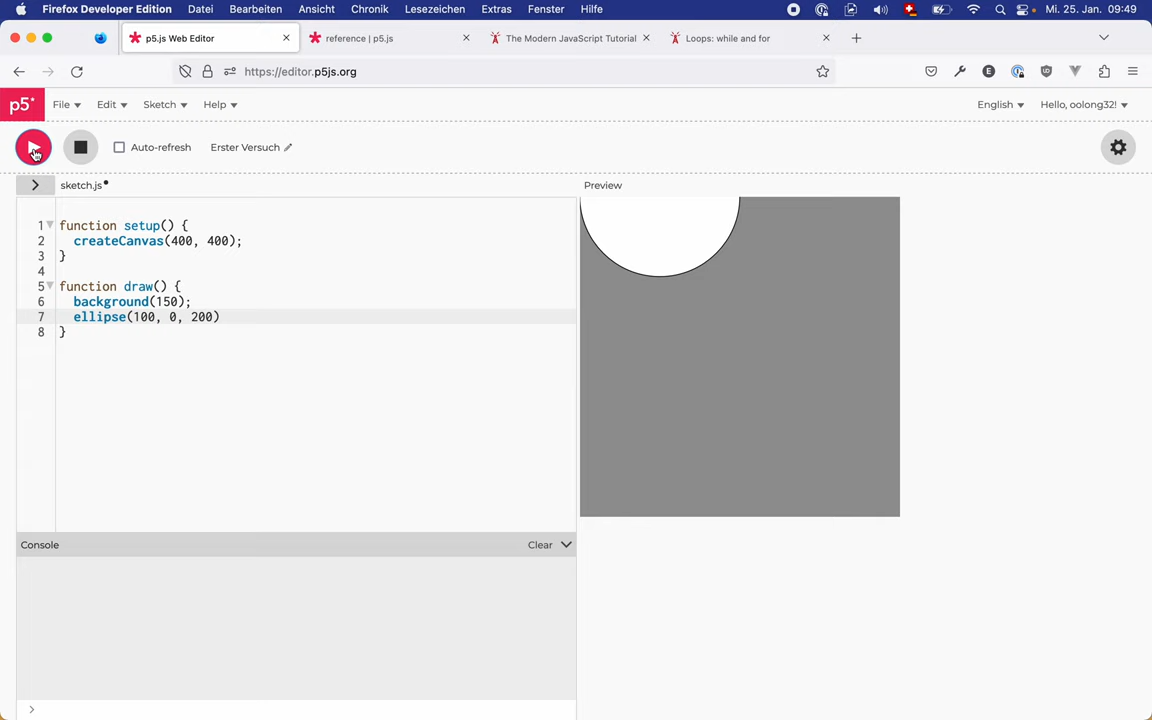 Firefox Developer Edition Datei Bearbeiten Ansicht Chronik Lesezeichen Extras Fenster Hilfe Mi. 25. Jan. 09:49
p5.js Web Editor reference | p5.js The Modern JavaScript Tutorial Loops: while and for
https://editor.p5js.org
p5* File Edit Sketch Help English Hello, oolong32!
Auto-refresh Erster Versuch
sketch.js Preview
1 function setup() {
2 createCanvas(400, 400);
3 }
4
5 function draw() {
6 background(150);
7 ellipse(100, 0, 200)
8 }
Console Clear
>